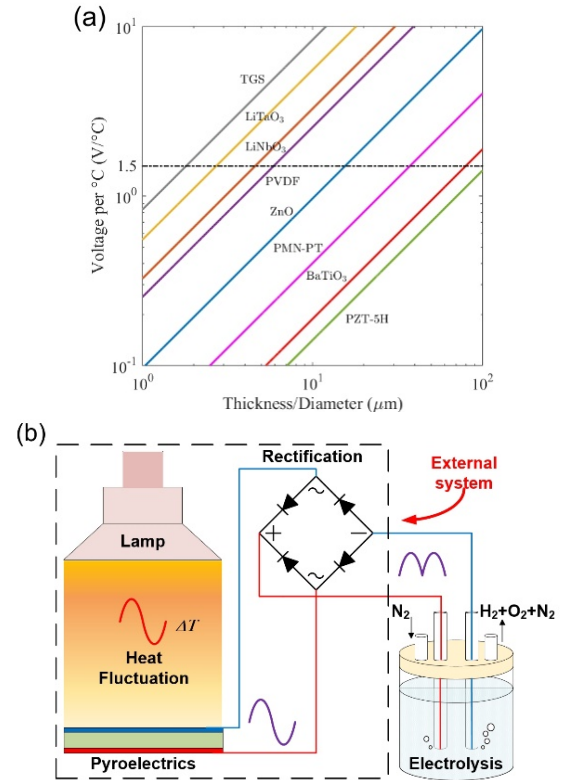 (a)
10¹
TGS
LiTaO₃
LiNbO₃
1.5
PVDF
10⁰
ZnO
PMN-PT
BaTiO₃
PZT-5H
10⁻¹
Voltage per °C (V/°C)
10⁰
10¹
10²
Thickness/Diameter (μm)
(b)
Rectification
External
system
Lamp
~
+
−
~
ΔT
Heat
Fluctuation
N₂
H₂+O₂+N₂
Pyroelectrics
Electrolysis